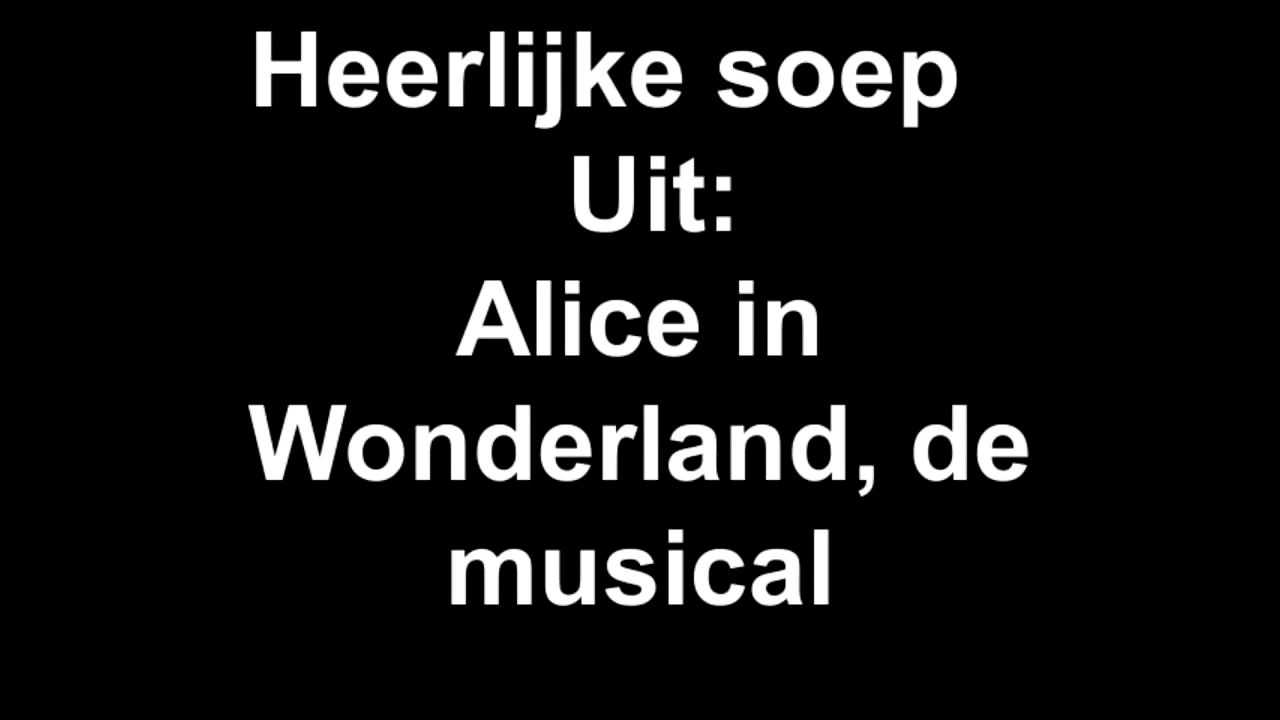 Heerlijke soep
Uit:
Alice in
Wonderland, de
musical